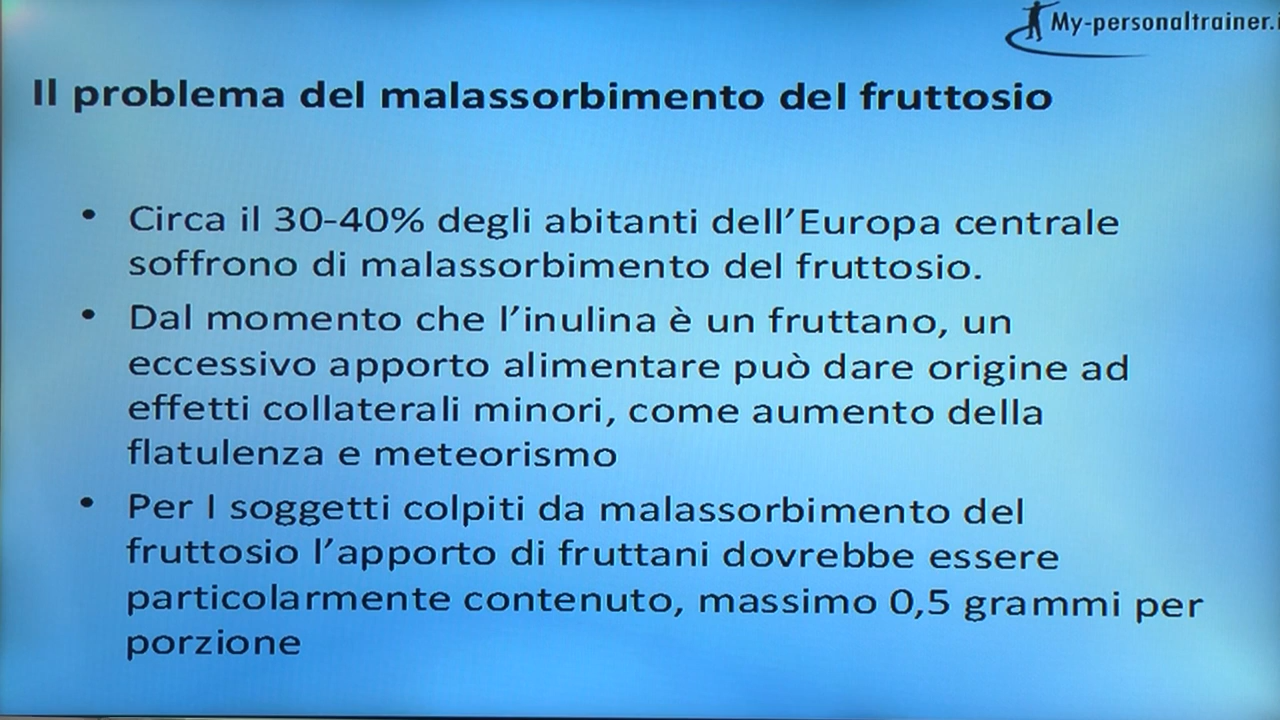 My-personaltrainer.i
Il problema del malassorbimento del fruttosio
• Circa il 30-40% degli abitanti dell'Europa centrale
soffrono di malassorbimento del fruttosio.
• Dal momento che l'inulina è un fruttano, un
eccessivo apporto alimentare può dare origine ad
effetti collaterali minori, come aumento della
flatulenza e meteorismo
• Per I soggetti colpiti da malassorbimento del
fruttosio l'apporto di fruttani dovrebbe essere
particolarmente contenuto, massimo 0,5 grammi per
porzione